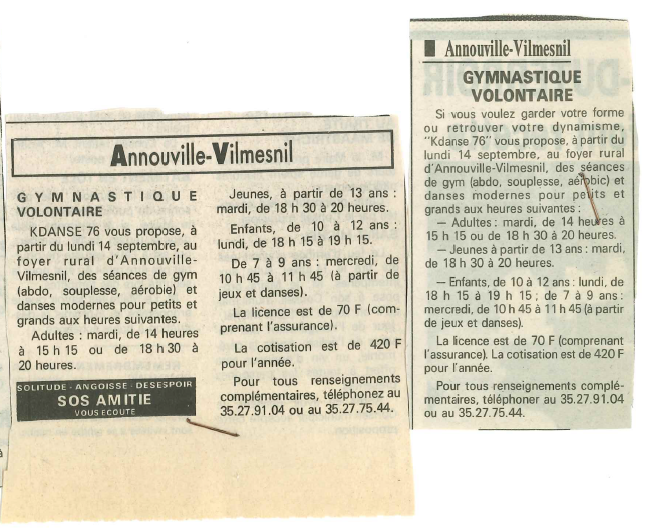 Annouville-Vilmesnil
GYMNASTIQUE
VOLONTAIRE
KDANSE 76 vous propose, à
partir du lundi 14 septembre, au
foyer rural d'Annouville-
Vilmesnil, des séances de gym
(abdo, souplesse, aérobie) et
danses modernes pour petits et
grands aux heures suivantes.
Adultes : mardi, de 14 heures
à 15 h 15 ou de 18 h 30 à
20 heures.
SOLITUDE - ANGOISSE - DESESPOIR
SOS AMITIE
VOUS ECOUTE
Jeunes, à partir de 13 ans :
mardi, de 18 h 30 à 20 heures.
Enfants, de 10 à 12 ans :
lundi, de 18 h 15 à 19 h 15.
De 7 à 9 ans : mercredi, de
10 h 45 à 11 h 45 (à partir de
jeux et danses).
La licence est de 70 F (com-
prenant l'assurance).
La cotisation est de 420 F
pour l'année.
Pour tous renseignements
complémentaires, téléphonez au
35.27.91.04 ou au 35.27.75.44.
Annouville-Vilmesnil
GYMNASTIQUE
VOLONTAIRE
Si vous voulez garder votre forme
ou retrouver votre dynamisme,
"Kdanse 76" vous propose, à partir du
lundi 14 septembre, au foyer rural
d'Annouville-Vilmesnil, des séances
de gym (abdo, souplesse, aérobic) et
danses modernes pour petits et
grands aux heures suivantes :
— Adultes : mardi, de 14 heures à
15 h 15 ou de 18 h 30 à 20 heures.
— Jeunes à partir de 13 ans : mardi,
de 18 h 30 à 20 heures.
— Enfants, de 10 à 12 ans : lundi, de
18 h 15 à 19 h 15 ; de 7 à 9 ans :
mercredi, de 10 h 45 à 11 h 45 (à partir
de jeux et danses).
La licence est de 70 F (comprenant
l'assurance). La cotisation est de 420 F
pour l'année.
Pour tous renseignements complé-
mentaires, téléphoner au 35.27.91.04
ou au 35.27.75.44.